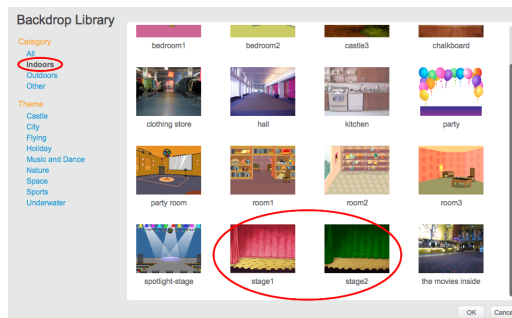 Backdrop Library
Category
All
Indoors
Outdoors
Other
Theme
Castle
City
Flying
Holiday
Music and Dance
Nature
Space
Sports
Underwater
bedroom1 bedroom2 castle3 chalkboard
clothing store hall kitchen party
party room room1 room2 room3
spotlight-stage stage1 stage2 the movies inside
OK Cance